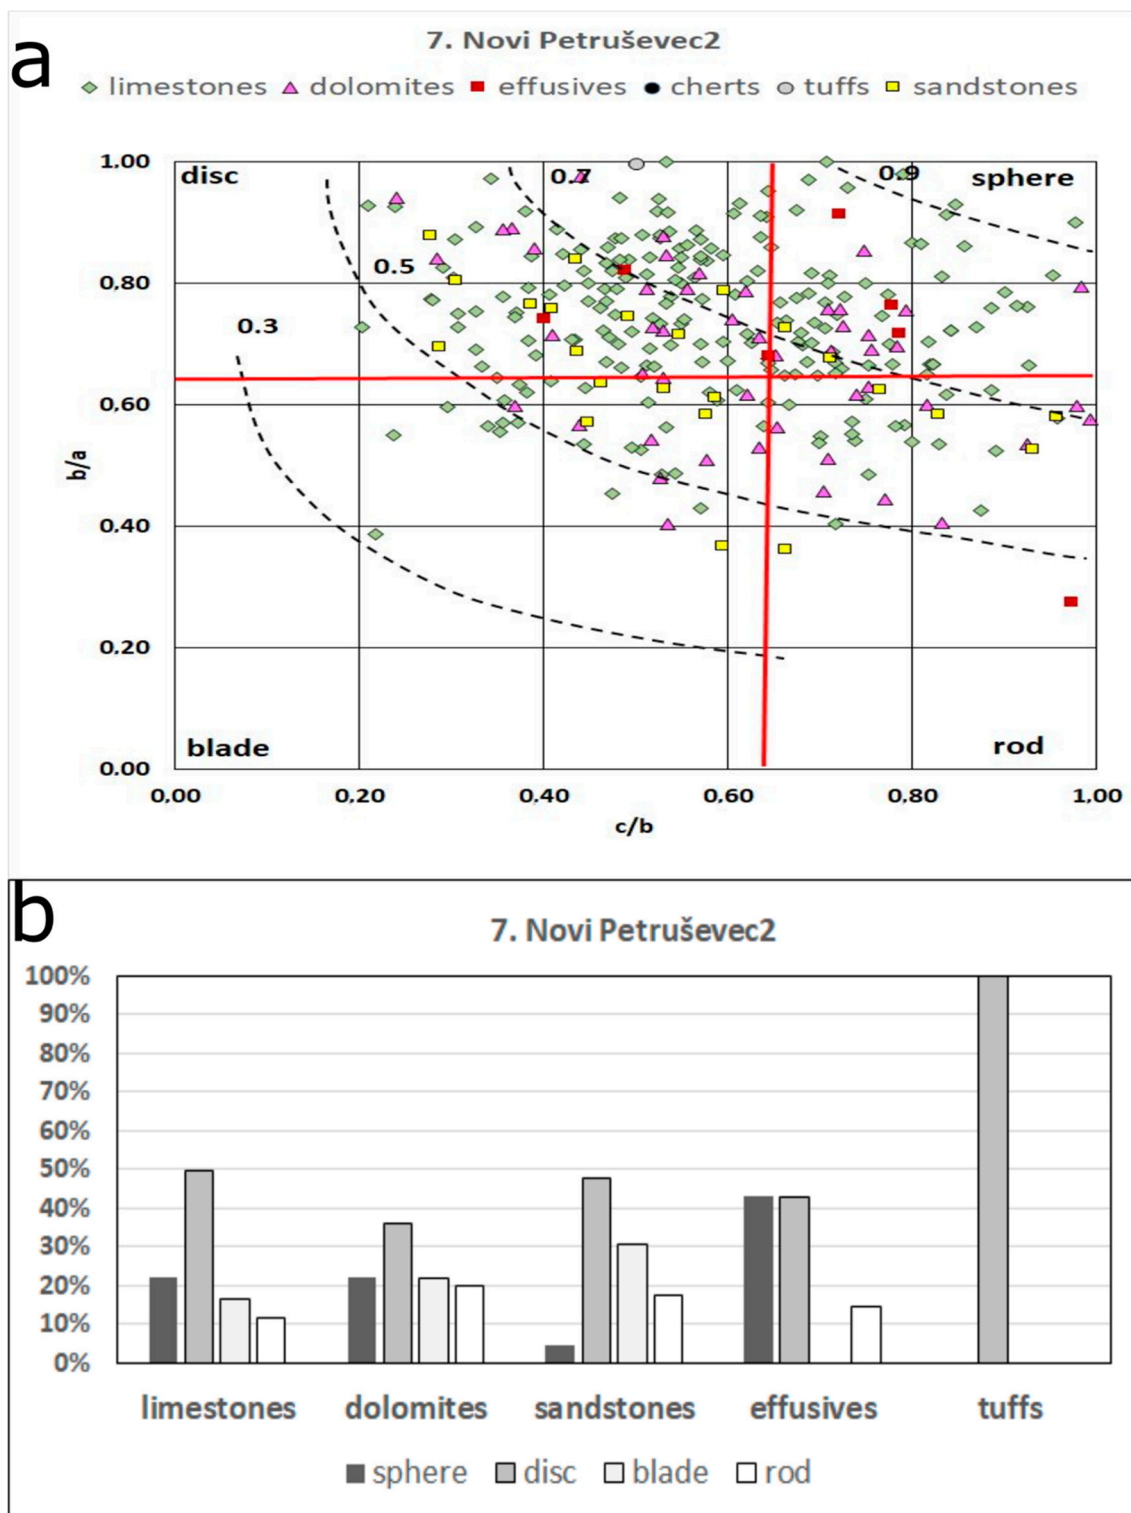 a
7. Novi Petruševec2
limestones dolomites effusives cherts tuffs sandstones
1.00
disc
0.7
0.9
sphere
0.80
0.5
0.3
0.60
b/a
0.40
0.20
blade
rod
0.00
0,00 0,20 0,40 0,60 0,80 1,00
c/b
b
7. Novi Petruševec2
100%
90%
80%
70%
60%
50%
40%
30%
20%
10%
0%
limestones dolomites sandstones effusives tuffs
sphere disc blade rod